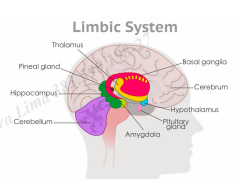 Limbic System
Thalamus
Pineal gland
Basal ganglia
Hippocampus
Cerebrum
Hypothalamus
Cerebellum
Pituitary
gland
Amygdala